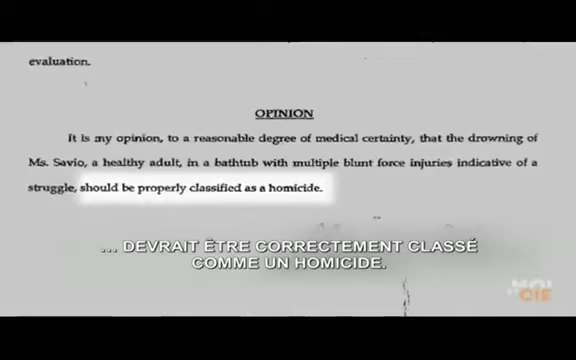 evaluation.
OPINION
It is my opinion, to a reasonable degree of medical certainty, that the drowning of
Ms. Savio, a healthy adult, in a bathtub with multiple blunt force injuries indicative of a
struggle, should be properly classified as a homicide.
... DEVRAIT ÊTRE CORRECTEMENT CLASSÉ
COMME UN HOMICIDE.
MOI
CIE